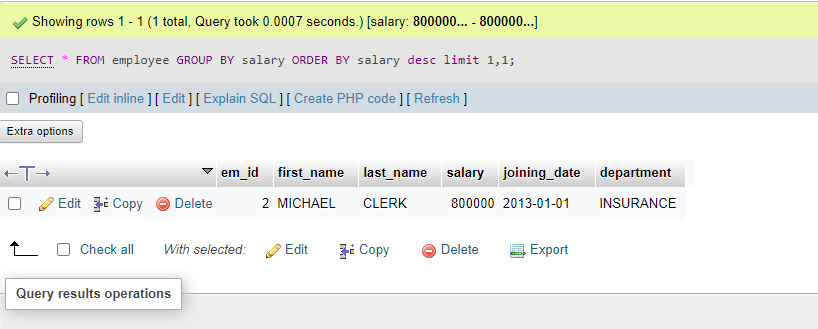 Showing rows 1 - 1 (1 total, Query took 0.0007 seconds.) [salary: 800000... - 800000...]
SELECT * FROM employee GROUP BY salary ORDER BY salary desc limit 1,1;
Profiling [ Edit inline ] [ Edit ] [ Explain SQL ] [ Create PHP code ] [ Refresh ]
Extra options
←T→ em_id first_name last_name salary joining_date department
Edit Copy Delete 2 MICHAEL CLERK 800000 2013-01-01 INSURANCE
Check all With selected: Edit Copy Delete Export
Query results operations